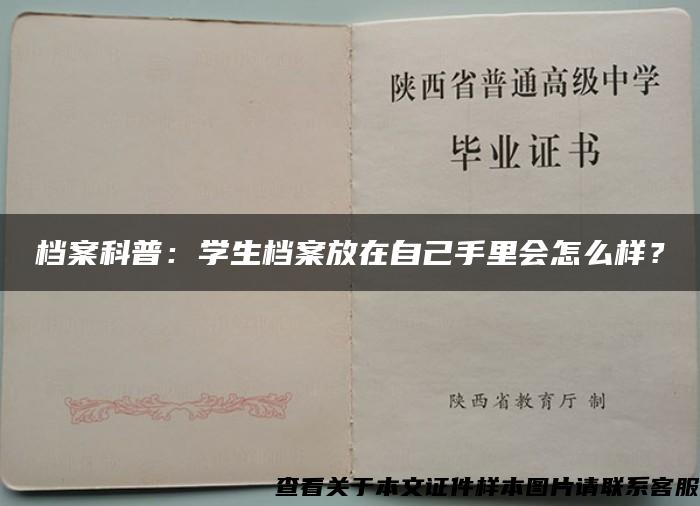 陕西省普通高级中学
毕业证书
档案科普：学生档案放在自己手里会怎么样？
陕西省教育厅 制
查看关于本文证件样本图片请联系客服